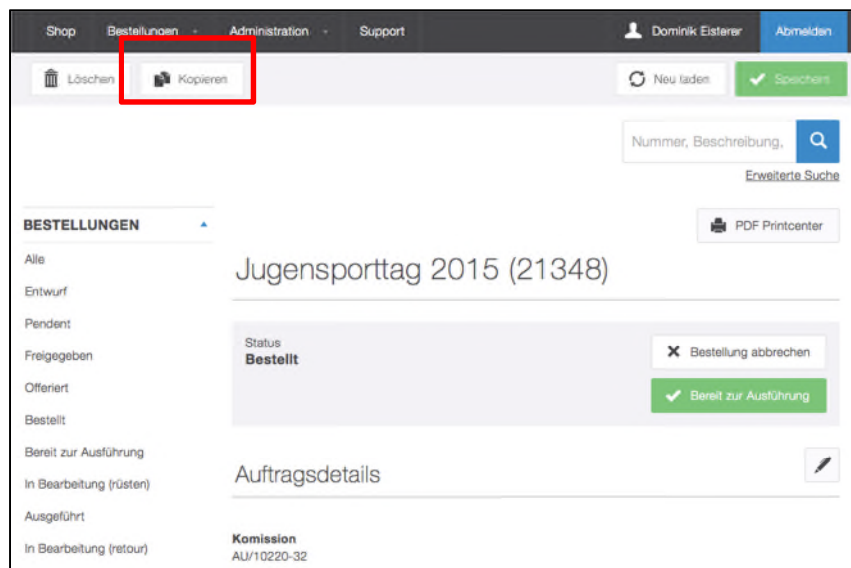 Shop Bestellungen Administration Support Dominik Eisterer Abmelden
Löschen Kopieren Neu laden Speichern
Nummer, Beschreibung,
Erweiterte Suche
BESTELLUNGEN
PDF Printcenter
Alle
Jugensporttag 2015 (21348)
Entwurf
Pendent
Freigegeben
Offeriert
Bestellt
Bereit zur Ausführung
In Bearbeitung (rüsten)
Ausgeführt
In Bearbeitung (retour)
Status
Bestellt
Bestellung abbrechen
Bereit zur Ausführung
Auftragsdetails
Komission
AU/10220-32